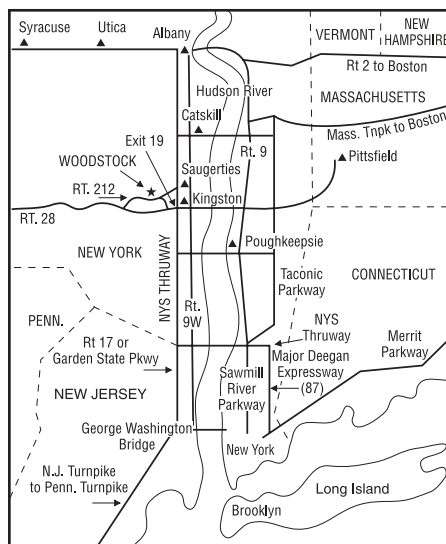 Syracuse
Utica
Albany
VERMONT
NEW
HAMPSHIRE
Rt 2 to Boston
Hudson River
MASSACHUSETTS
Catskill
Mass. Tnpk to Boston
Exit 19
Rt. 9
WOODSTOCK
Saugerties
Pittsfield
RT. 212
Kingston
RT. 28
NEW YORK
NYS THRUWAY
Poughkeepsie
Taconic
Parkway
CONNECTICUT
PENN.
Rt.
9W
NYS
Thruway
Merrit
Parkway
Rt 17 or
Garden State Pkwy
Major Deegan
Expressway
(87)
Sawmill
River
Parkway
NEW JERSEY
George Washington
Bridge
New York
N.J. Turnpike
to Penn. Turnpike
Long Island
Brooklyn